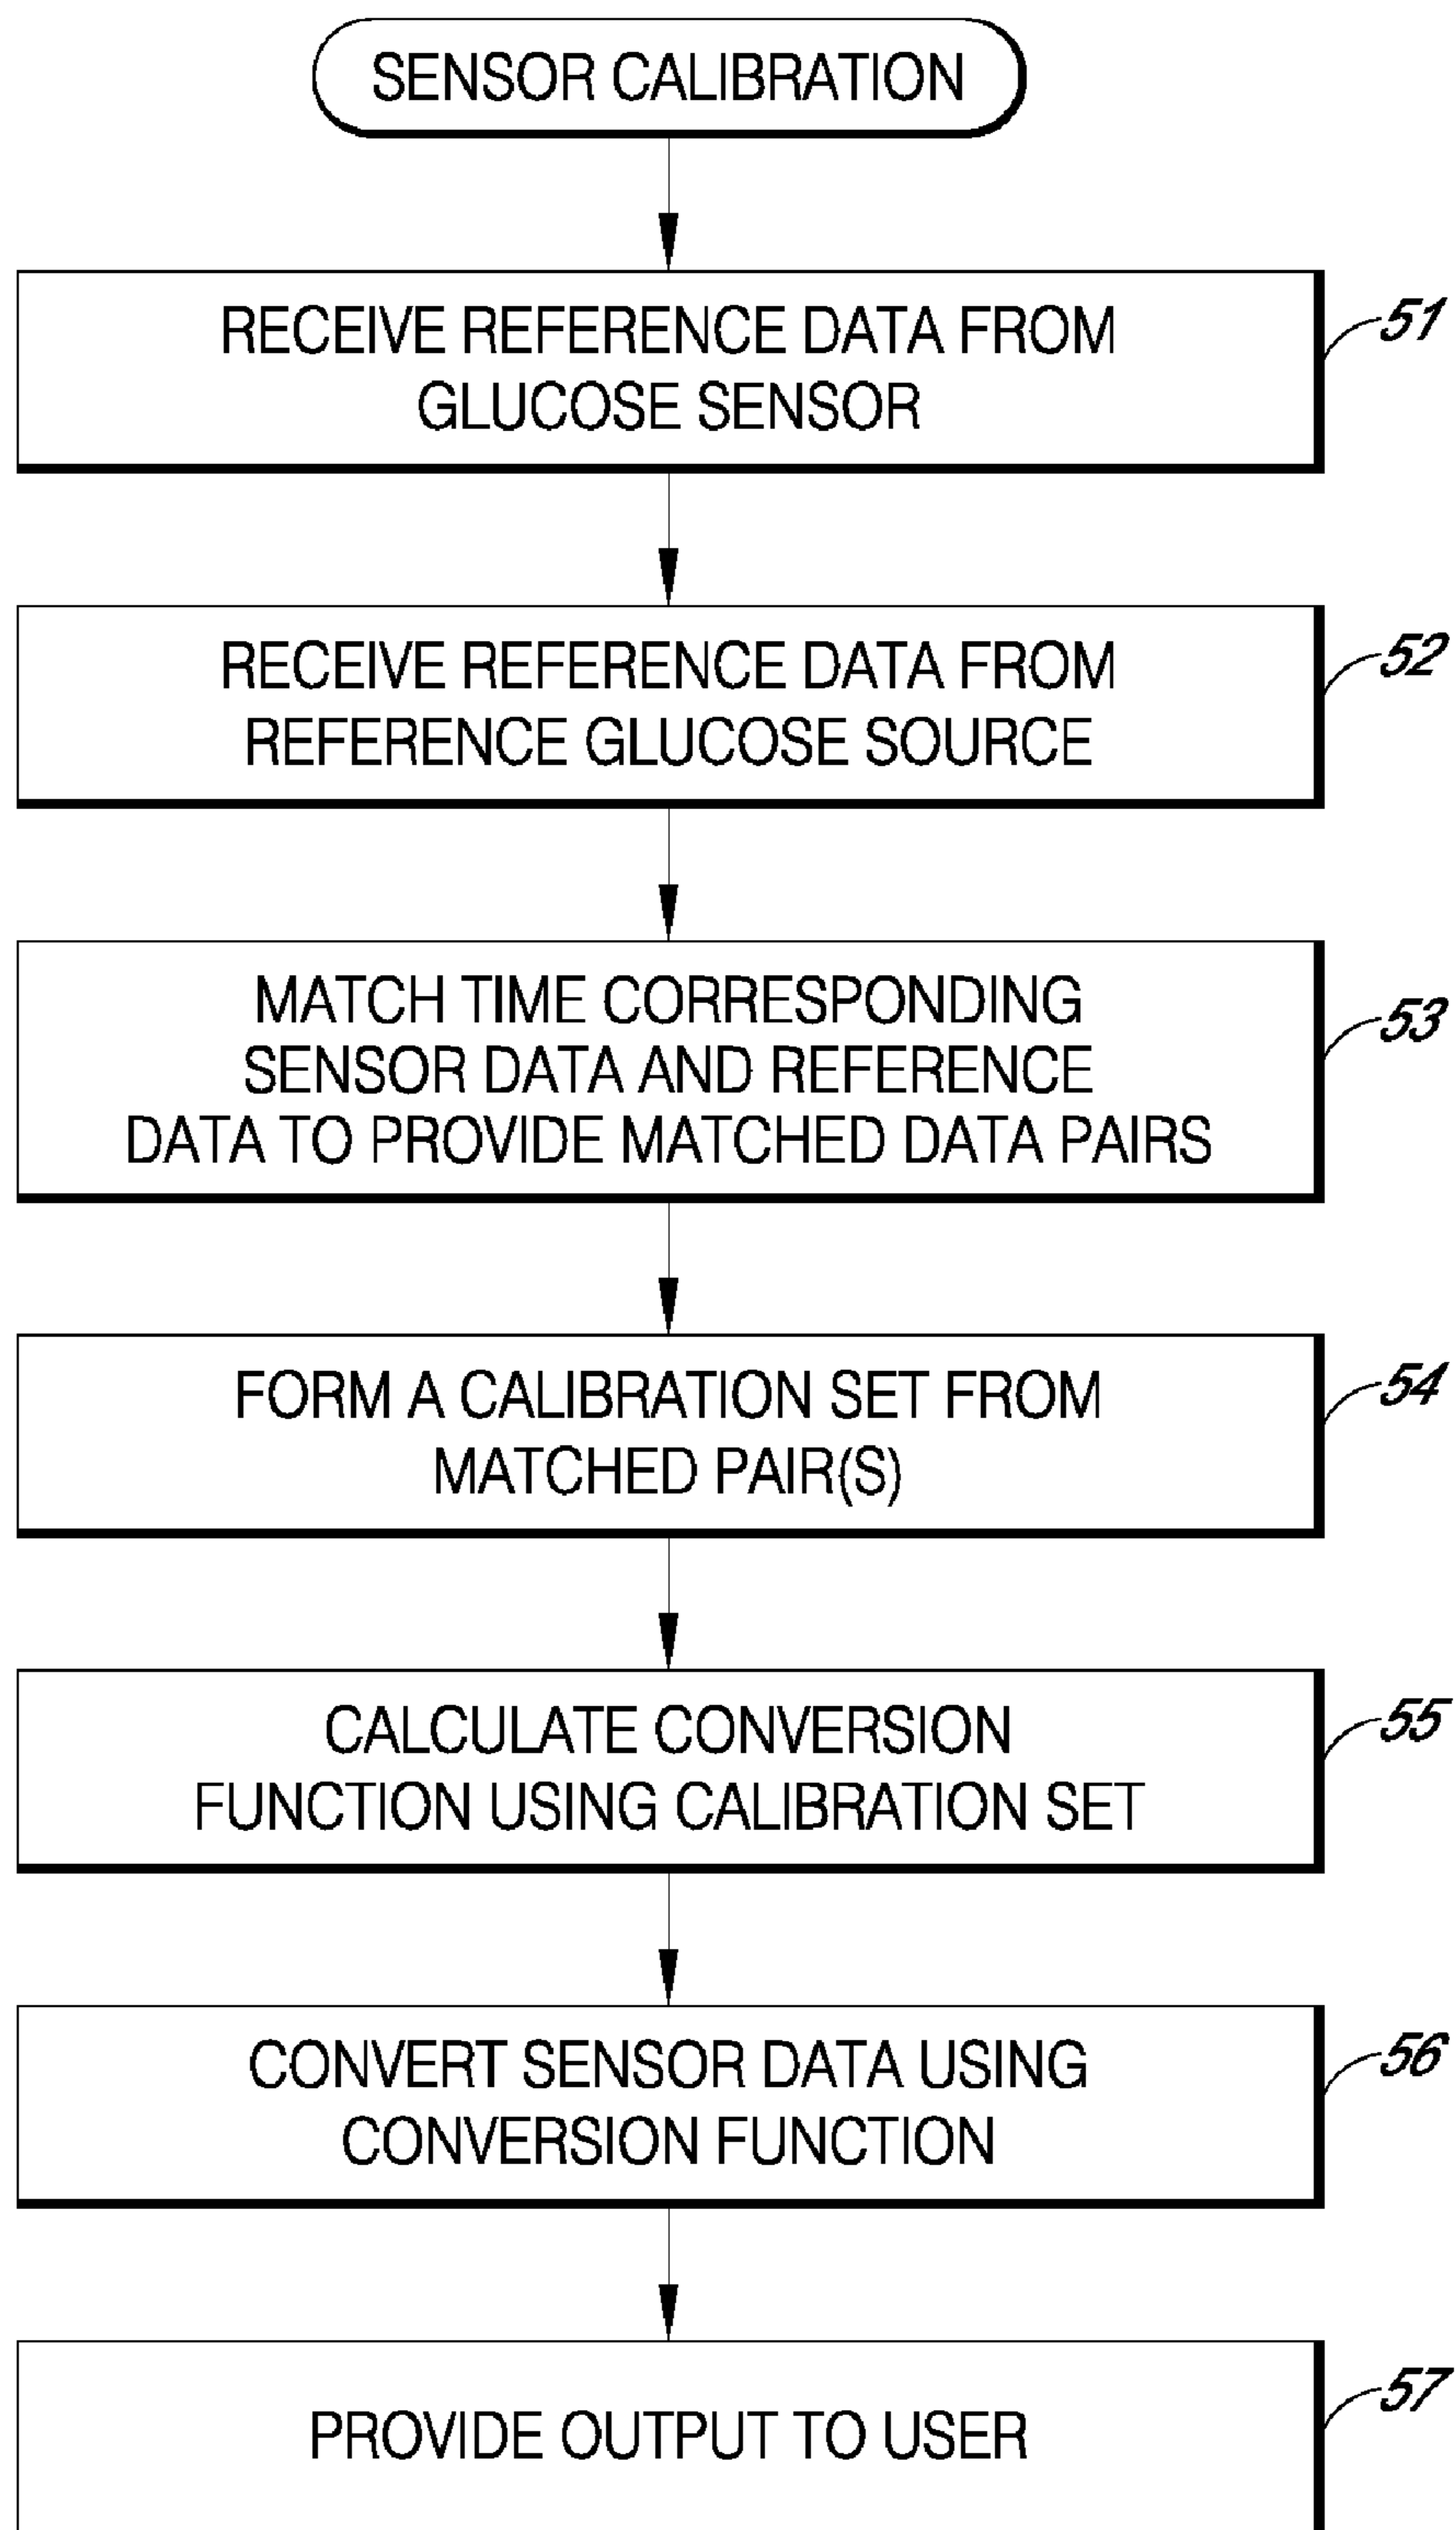 SENSOR CALIBRATION
RECEIVE REFERENCE DATA FROM
GLUCOSE SENSOR
51
RECEIVE REFERENCE DATA FROM
REFERENCE GLUCOSE SOURCE
52
MATCH TIME CORRESPONDING
SENSOR DATA AND REFERENCE
DATA TO PROVIDE MATCHED DATA PAIRS
53
FORM A CALIBRATION SET FROM
MATCHED PAIR(S)
54
CALCULATE CONVERSION
FUNCTION USING CALIBRATION SET
55
CONVERT SENSOR DATA USING
CONVERSION FUNCTION
56
PROVIDE OUTPUT TO USER
57